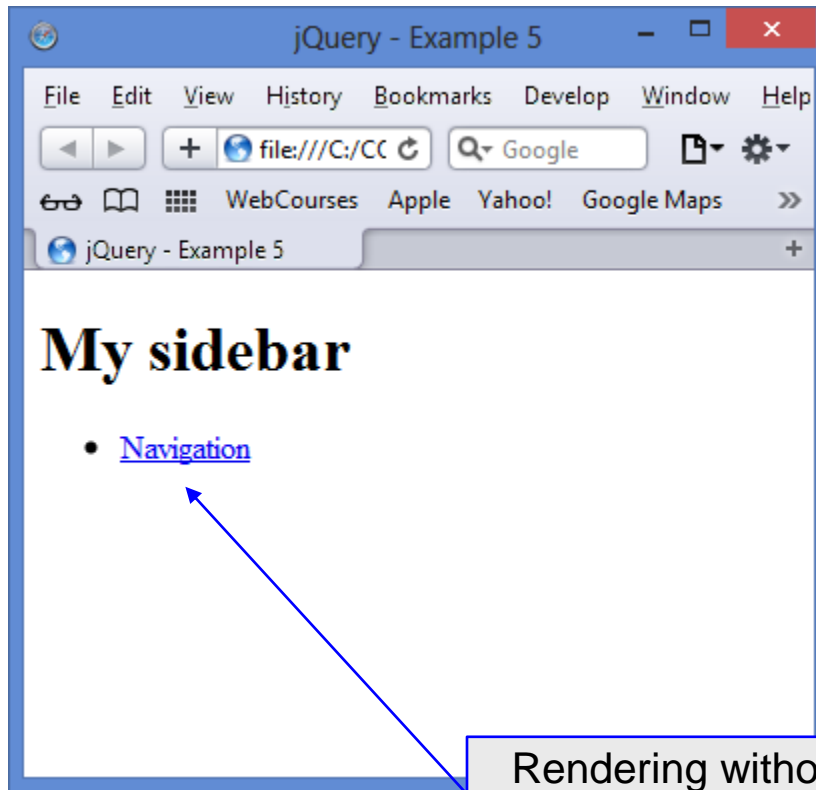 jQuery - Example 5
File Edit View History Bookmarks Develop Window Help
file:///C:/CC Google
WebCourses Apple Yahoo! Google Maps
jQuery - Example 5
My sidebar
• Navigation
Rendering witho